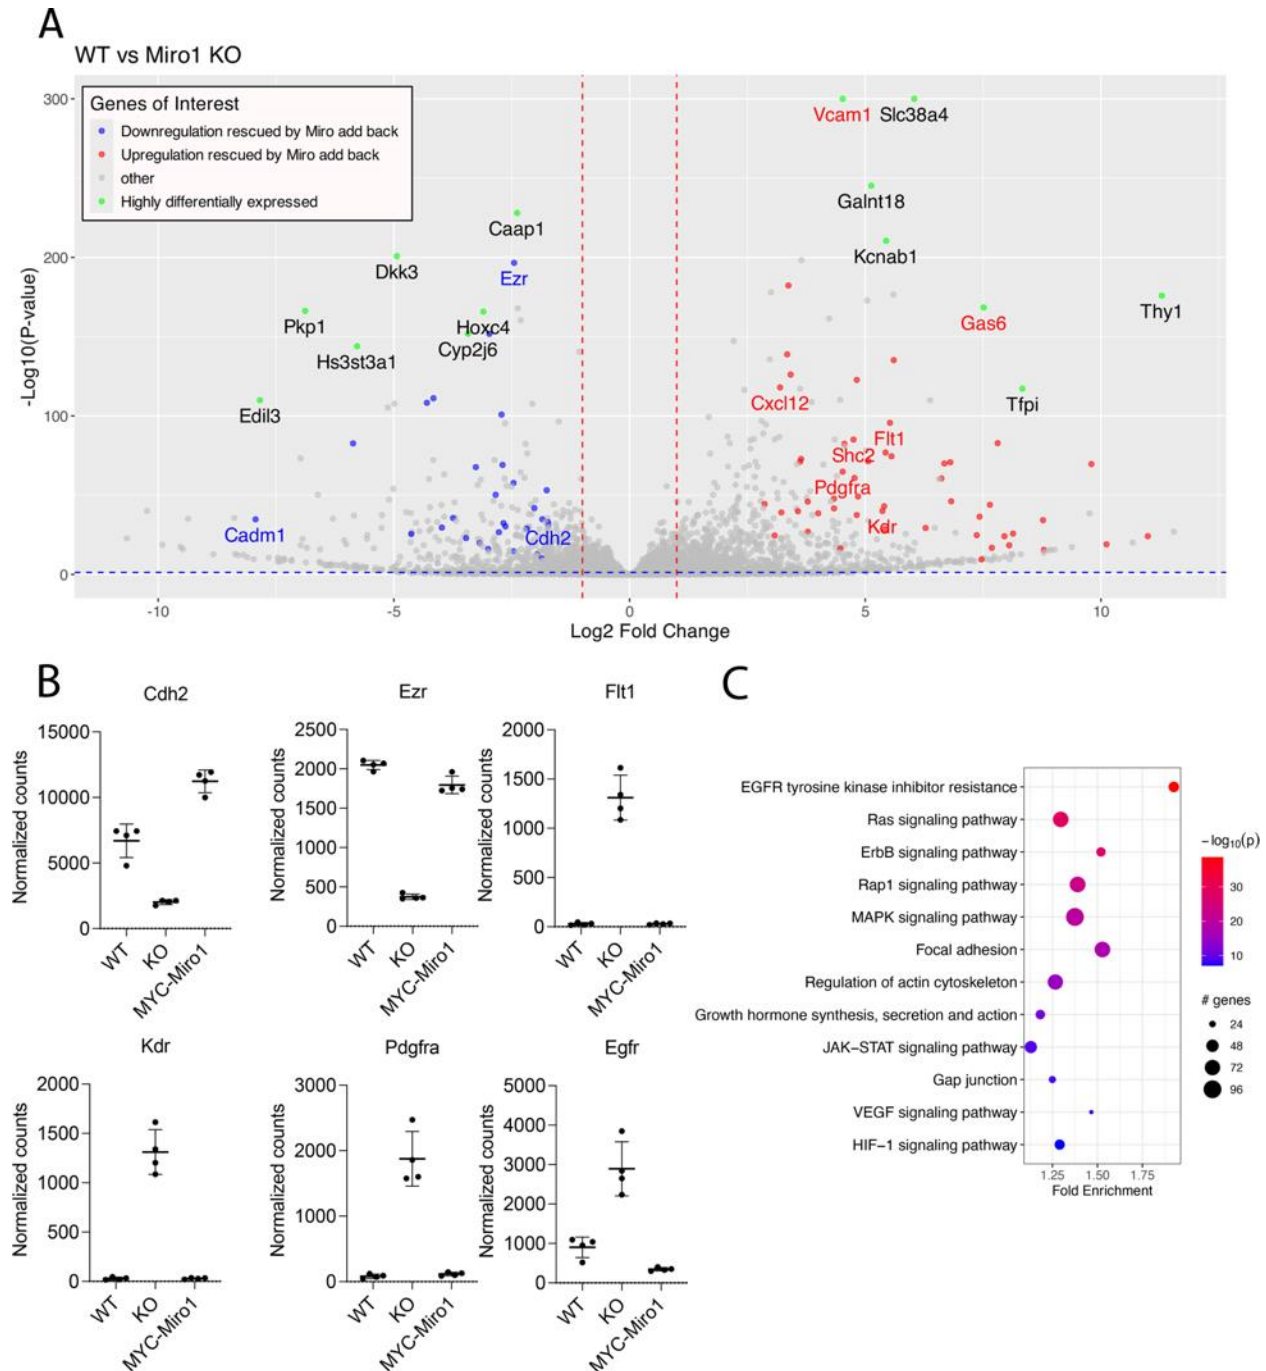 A
WT vs Miro1 KO
Genes of Interest
Downregulation rescued by Miro add back
Upregulation rescued by Miro add back
other
Highly differentially expressed
-Log10(P-value)
300
200
100
0
Vcam1
Slc38a4
Galnt18
Caap1
Kcnab1
Dkk3
Ezr
Thy1
Pkp1
Hoxc4
Gas6
Cyp2j6
Hs3st3a1
Cxcl12
Tfpi
Edil3
Flt1
Shc2
Pdgfra
Cadm1
Cdh2
Kdr
-10
-5
0
5
10
Log2 Fold Change
B
Cdh2
Normalized counts
15000
10000
5000
0
WT
KO
MYC-Miro1
Ezr
Normalized counts
2500
2000
1500
1000
500
0
WT
KO
MYC-Miro1
Flt1
Normalized counts
2000
1500
1000
500
0
WT
KO
MYC-Miro1
Kdr
Normalized counts
2000
1500
1000
500
0
WT
KO
MYC-Miro1
Pdgfra
Normalized counts
3000
2000
1000
0
WT
KO
MYC-Miro1
Egfr
Normalized counts
5000
4000
3000
2000
1000
0
WT
KO
MYC-Miro1
C
EGFR tyrosine kinase inhibitor resistance
Ras signaling pathway
ErbB signaling pathway
Rap1 signaling pathway
MAPK signaling pathway
Focal adhesion
Regulation of actin cytoskeleton
Growth hormone synthesis, secretion and action
JAK−STAT signaling pathway
Gap junction
VEGF signaling pathway
HIF−1 signaling pathway
1.25
1.50
1.75
Fold Enrichment
−log10(p)
30
20
10
# genes
24
48
72
96